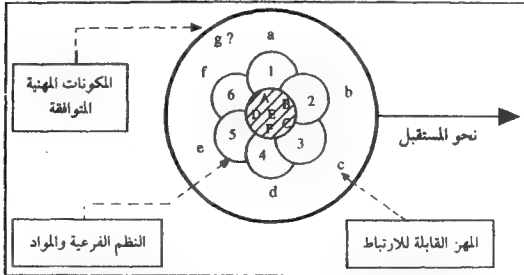 g ?
a
f
b
e
c
d
1
6
2
5
3
4
A
B
D
E
C
F
المكونات المهنية
المتوافقة
نحو المستقبل
النظم الفرعية والمواد
المهن القابلة للارتباط